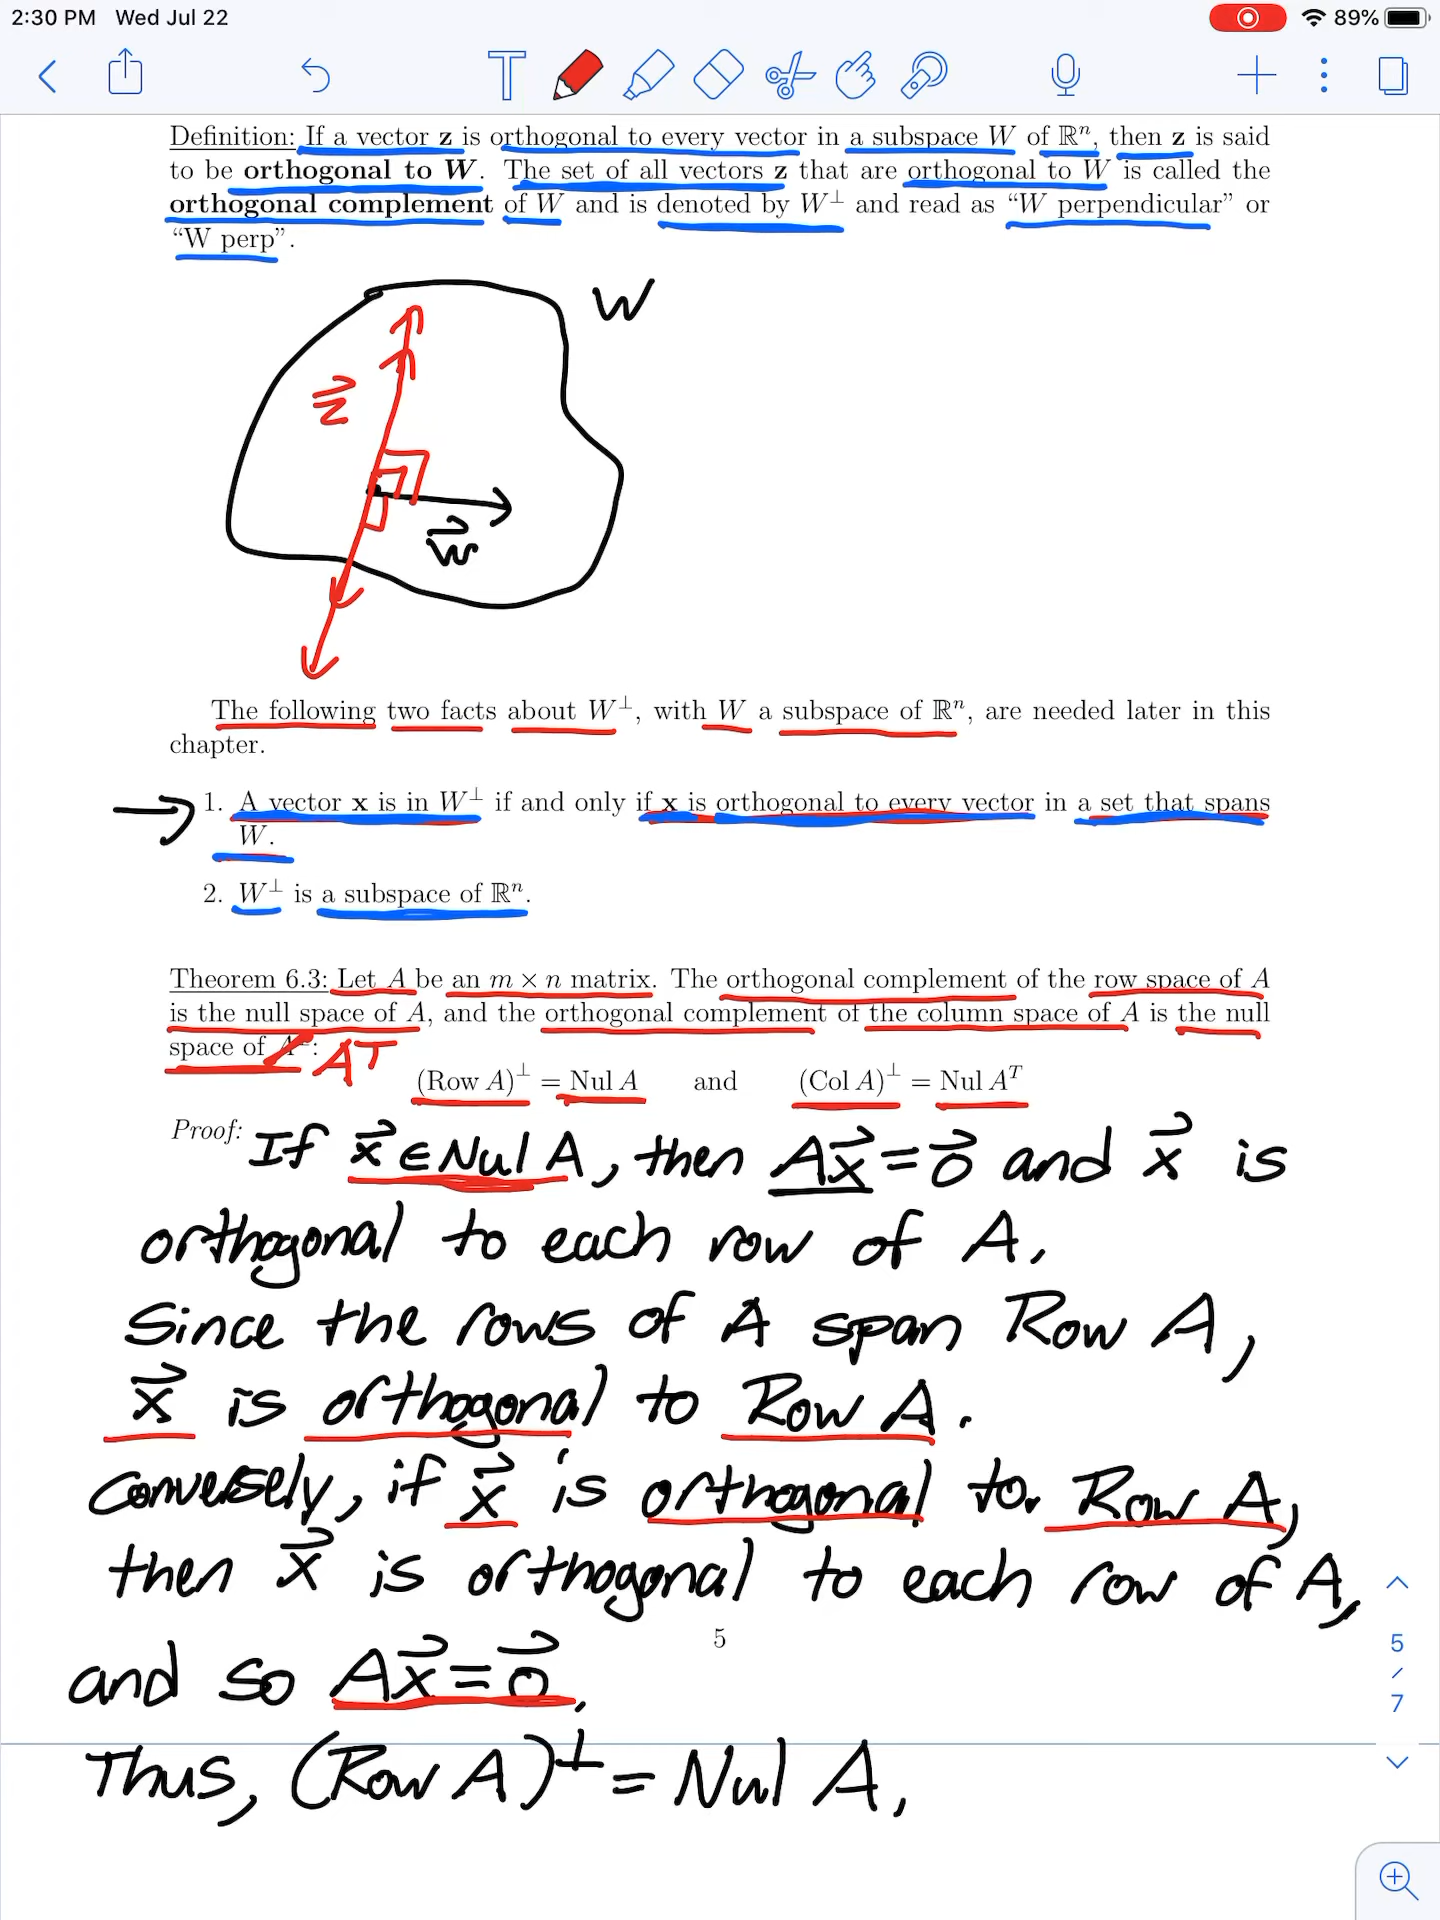 2:30 PM Wed Jul 22
89%
T
Definition: If a vector z is orthogonal to every vector in a subspace W of ℝⁿ, then z is said
to be orthogonal to W. The set of all vectors z that are orthogonal to W is called the
orthogonal complement of W and is denoted by W⊥ and read as “W perpendicular” or
“W perp”.
W
z⃗
w⃗
The following two facts about W⊥, with W a subspace of ℝⁿ, are needed later in this
chapter.
→ 1. A vector x is in W⊥ if and only if x is orthogonal to every vector in a set that spans
W.
2. W⊥ is a subspace of ℝⁿ.
Theorem 6.3: Let A be an m × n matrix. The orthogonal complement of the row space of A
is the null space of A, and the orthogonal complement of the column space of A is the null
space of Aᵀ:
(Row A)⊥ = Nul A and (Col A)⊥ = Nul Aᵀ
Proof: If x⃗ ∈ Nul A, then Ax⃗ = 0⃗ and x⃗ is
orthogonal to each row of A.
Since the rows of A span Row A,
x⃗ is orthogonal to Row A.
Conversely, if x⃗ is orthogonal to Row A,
then x⃗ is orthogonal to each row of A,
5
and so Ax⃗ = 0⃗.
Thus, (Row A)⊥ = Nul A.
5
/
7